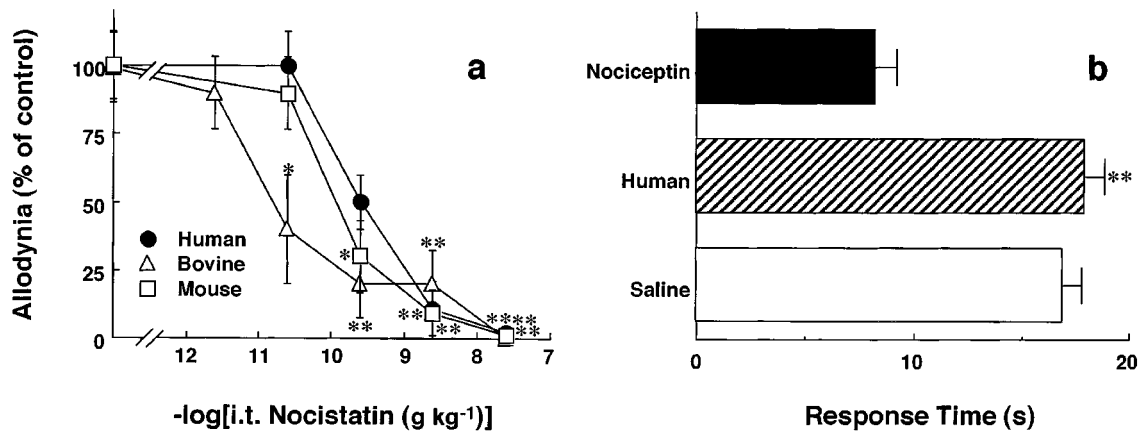 a
Allodynia (% of control)
100
75
50
25
0
Human
Bovine
Mouse
*
*
**
**
**
**
****
**
12 11 10 9 8 7
-log[i.t. Nocistatin (g kg-1)]
b
Nociceptin
Human
**
Saline
0 10 20
Response Time (s)